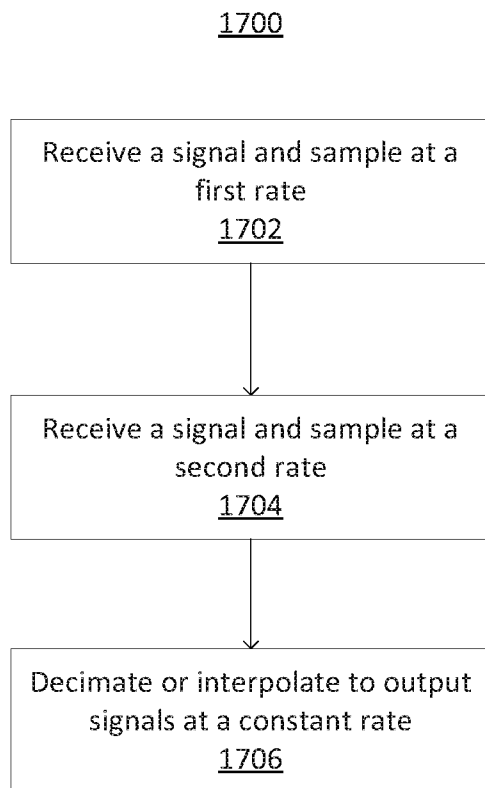 1700
Receive a signal and sample at a
first rate
1702
Receive a signal and sample at a
second rate
1704
Decimate or interpolate to output
signals at a constant rate
1706